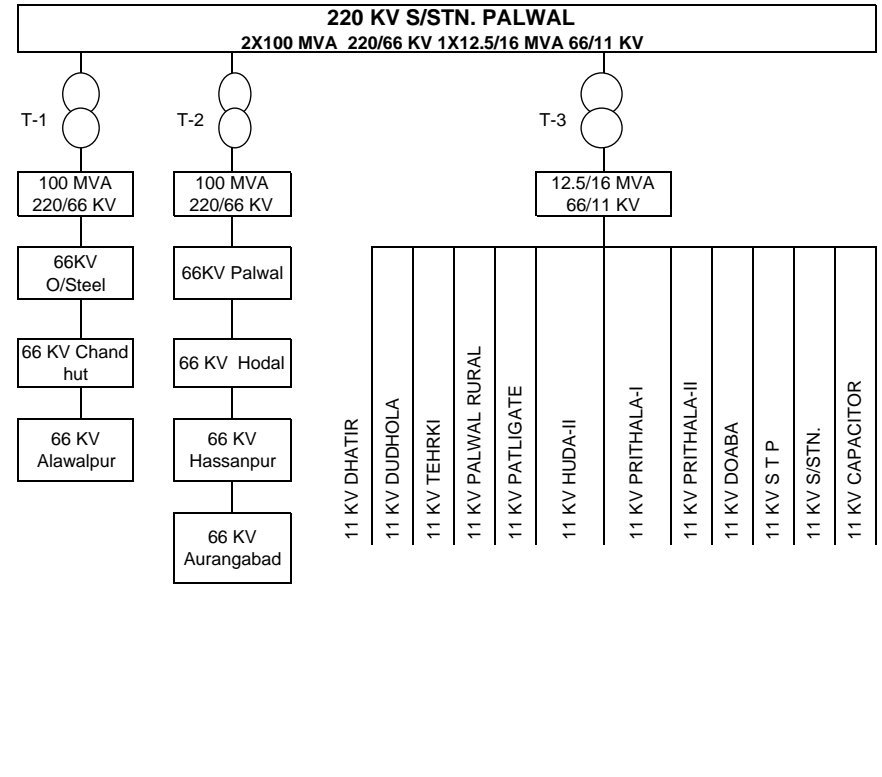 220 KV S/STN. PALWAL
2X100 MVA 220/66 KV 1X12.5/16 MVA 66/11 KV
T-1
T-2
T-3
100 MVA
220/66 KV
100 MVA
220/66 KV
12.5/16 MVA
66/11 KV
66KV
O/Steel
66KV Palwal
66 KV Chand
hut
66 KV Hodal
66 KV
Alawalpur
66 KV
Hassanpur
66 KV
Aurangabad
11 KV DHATIR
11 KV DUDHOLA
11 KV TEHRKI
11 KV PALWAL RURAL
11 KV PATLIGATE
11 KV HUDA-II
11 KV PRITHALA-I
11 KV PRITHALA-II
11 KV DOABA
11 KV S T P
11 KV S/STN.
11 KV CAPACITOR